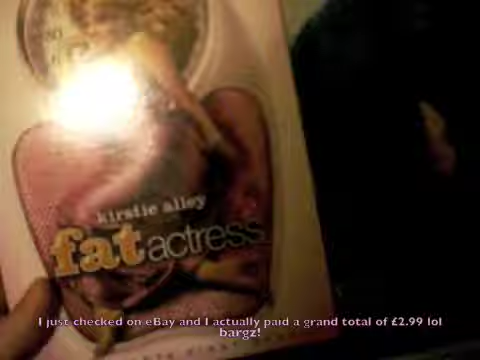 kirstie alley
fat actress
I just checked on eBay and I actually paid a grand total of £2.99 lol
bargz!